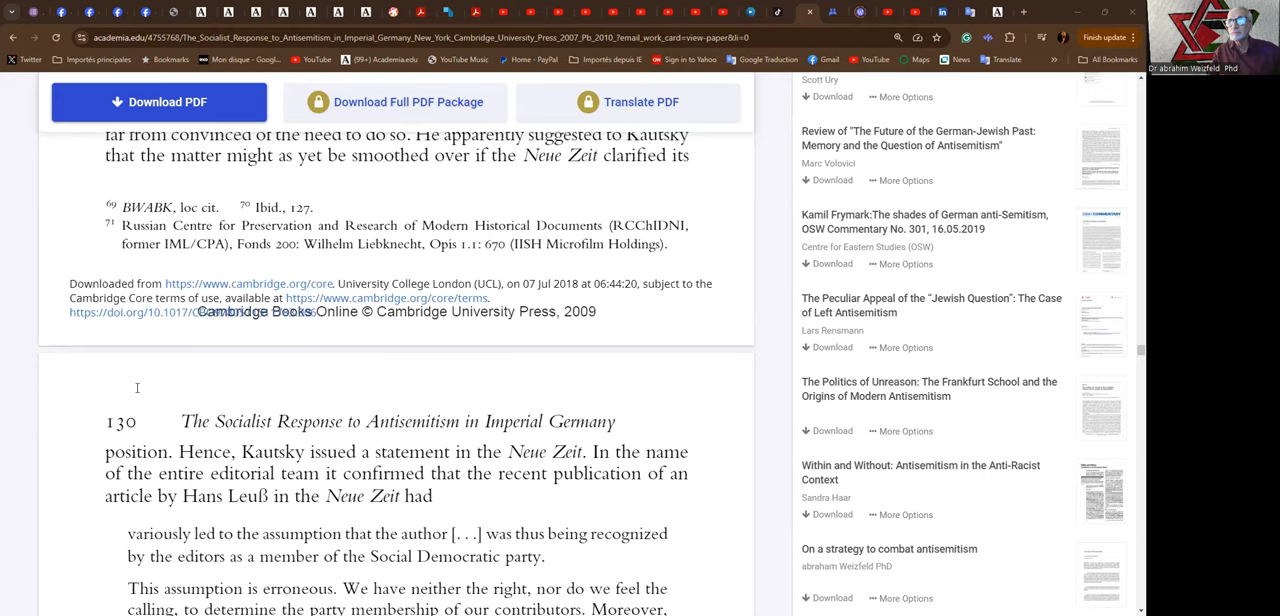 academia.edu/4755768/The_Socialist_Response_to_Antisemitism_in_Imperial_Germany_New_York_Cambridge_University_Press_2007_Pb_2010_?email_work_card=view-paper&li=0
Finish update
Twitter
Importés principales
Bookmarks
Mon disque - Googl...
YouTube
(99+) Academia.edu
YouTube Music
Home - PayPal
Importés depuis IE
Sign in to Yahoo
Google Traduction
Gmail
YouTube
Maps
News
Translate
All Bookmarks
Dr abrahim Weizfeld Phd
Download PDF
Download Full PDF Package
Translate PDF
far from convinced of the need to do so. He apparently suggested to Kautsky
that the matter might as yet be smoothed over if the Neue Zeit clarified its
69 BWABK, loc cit. 70 Ibid., 127.
71 Russian Centre for Preservation and Research of Modern Historical Documents (RCChIDNI,
former IML/CPA), Fonds 200: Wilhelm Liebknecht, Opis 1.1: 670 (IISH Microfilm Holdings).
Downloaded from https://www.cambridge.org/core. University College London (UCL), on 07 Jul 2018 at 06:44:20, subject to the
Cambridge Core terms of use, available at https://www.cambridge.org/core/terms.
https://doi.org/10.1017/
Cambridge Books Online © Cambridge University Press, 2009
130 The Socialist Response to Antisemitism in Imperial Germany
position. Hence, Kautsky issued a statement in the Neue Zeit. In the name
of the entire editorial team it confirmed that the recent publication of an
article by Hans Leuß in the Neue Zeit had
variously led to the assumption that the author [. . .] was thus being recognized
by the editors as a member of the Social Democratic party.
This assumption is erroneous. We have neither the right, nor do we feel the
calling, to determine the party membership of our contributors. Moreover,
Scott Ury
Download More Options
Review of "The Future of the German-Jewish Past:
Memory and the Question of Antisemitism"
Marc Volovici
Download More Options
Kamil Frymark:The shades of German anti-Semitism,
OSW Commentary No. 301, 16.05.2019
Centre for Eastern Studies (OSW)
Download More Options
The Peculiar Appeal of the “Jewish Question”: The Case
of Left Antisemitism
Lars Rensmann
Download More Options
The Politics of Unreason: The Frankfurt School and the
Origins of Modern Antisemitism
Download More Options
Within and Without: Antisemitism in the Anti-Racist
Context
Sandra Haar
Download More Options
On a strategy to combat antisemitism
abraham Weizfeld PhD
Download More Options